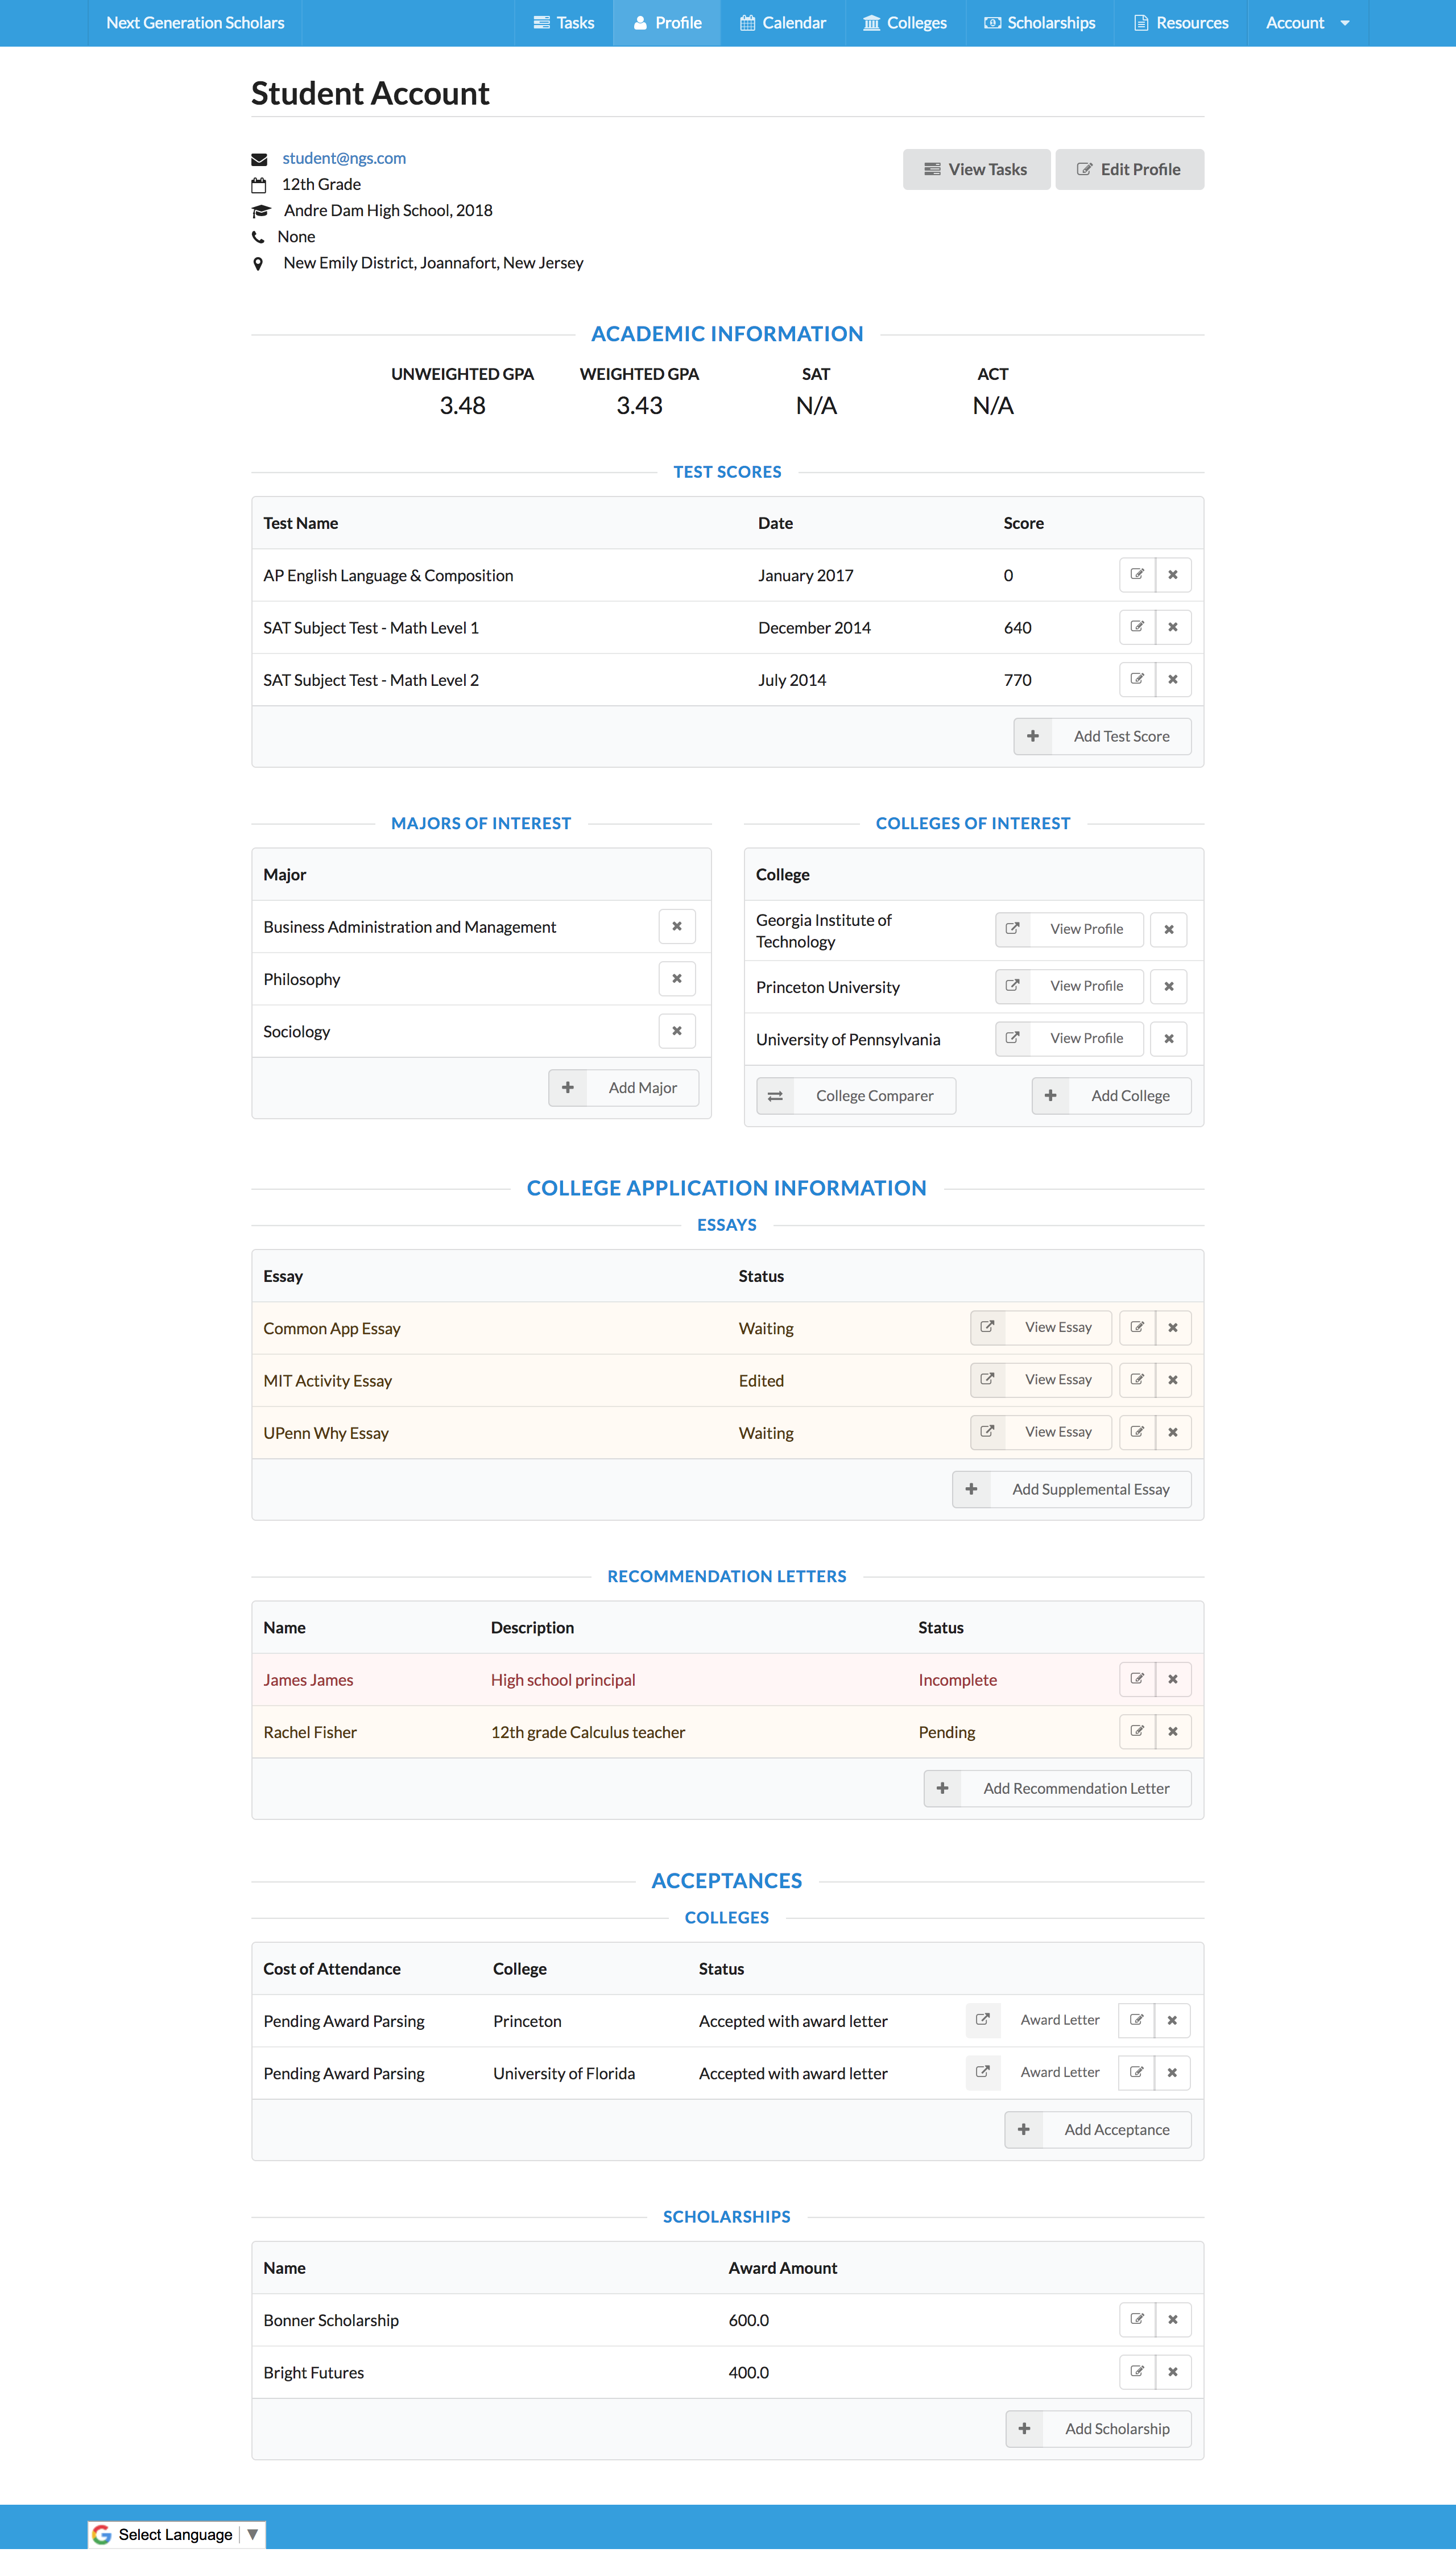 Next Generation Scholars Tasks Profile Calendar Colleges Scholarships Resources Account
Student Account
student@ngs.com
View Tasks Edit Profile
12th Grade
Andre Dam High School, 2018
None
New Emily District, Joannafort, New Jersey
ACADEMIC INFORMATION
UNWEIGHTED GPA WEIGHTED GPA SAT ACT
3.48 3.43 N/A N/A
TEST SCORES
Test Name Date Score
AP English Language & Composition January 2017 0
SAT Subject Test - Math Level 1 December 2014 640
SAT Subject Test - Math Level 2 July 2014 770
Add Test Score
MAJORS OF INTEREST
Major
Business Administration and Management
Philosophy
Sociology
Add Major
COLLEGES OF INTEREST
College
Georgia Institute of
Technology
View Profile
Princeton University View Profile
University of Pennsylvania View Profile
College Comparer Add College
COLLEGE APPLICATION INFORMATION
ESSAYS
Essay Status
Common App Essay Waiting View Essay
MIT Activity Essay Edited View Essay
UPenn Why Essay Waiting View Essay
Add Supplemental Essay
RECOMMENDATION LETTERS
Name Description Status
James James High school principal Incomplete
Rachel Fisher 12th grade Calculus teacher Pending
Add Recommendation Letter
ACCEPTANCES
COLLEGES
Cost of Attendance College Status
Pending Award Parsing Princeton Accepted with award letter Award Letter
Pending Award Parsing University of Florida Accepted with award letter Award Letter
Add Acceptance
SCHOLARSHIPS
Name Award Amount
Bonner Scholarship 600.0
Bright Futures 400.0
Add Scholarship
Select Language ▼